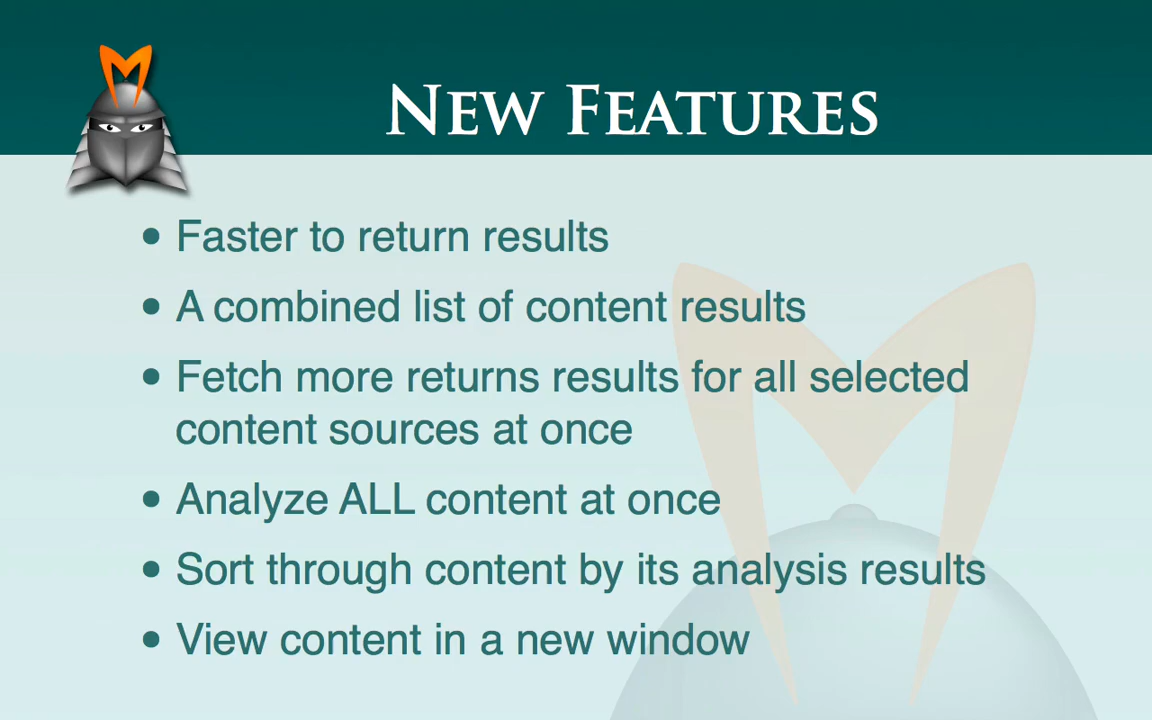 New Features
• Faster to return results
• A combined list of content results
• Fetch more returns results for all selected
content sources at once
• Analyze ALL content at once
• Sort through content by its analysis results
• View content in a new window